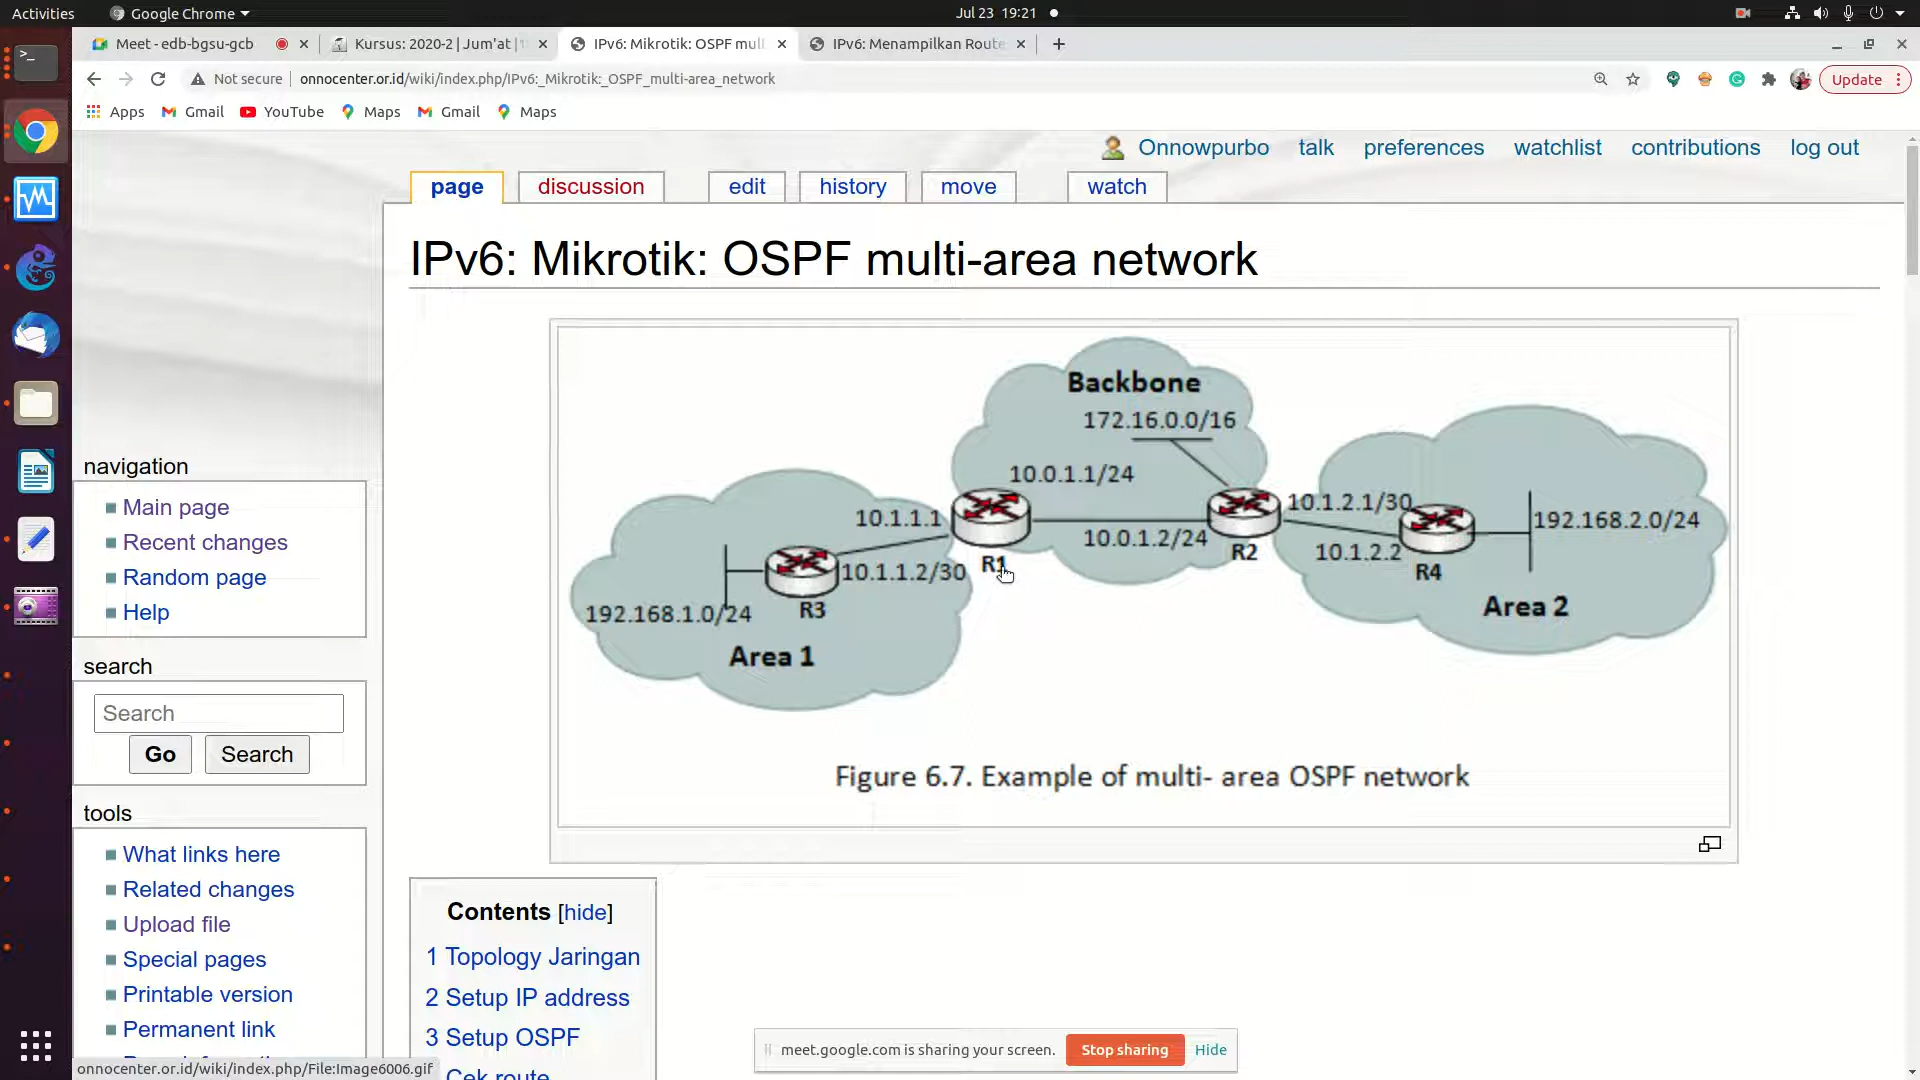 Activities
Google Chrome
Jul 23 19:21
Meet - edb-bgsu-gcb
Kursus: 2020-2 | Jum'at |
IPv6: Mikrotik: OSPF mul
IPv6: Menampilkan Route
Not secure
onnocenter.or.id/wiki/index.php/IPv6:_Mikrotik:_OSPF_multi-area_network
Update
Apps
Gmail
YouTube
Maps
Gmail
Maps
Onnowpurbo
talk
preferences
watchlist
contributions
log out
page
discussion
edit
history
move
watch
IPv6: Mikrotik: OSPF multi-area network
Backbone
172.16.0.0/16
10.0.1.1/24
10.1.1.1
10.0.1.2/24
10.1.2.1/30
192.168.2.0/24
10.1.2.2
R1
R2
R4
10.1.1.2/30
R3
192.168.1.0/24
Area 1
Area 2
Figure 6.7. Example of multi- area OSPF network
navigation
Main page
Recent changes
Random page
Help
search
Search
Go
Search
tools
What links here
Related changes
Upload file
Special pages
Printable version
Permanent link
Contents [hide]
1 Topology Jaringan
2 Setup IP address
3 Setup OSPF
Cek route
meet.google.com is sharing your screen.
Stop sharing
Hide
onnocenter.or.id/wiki/index.php/File:Image6006.gif